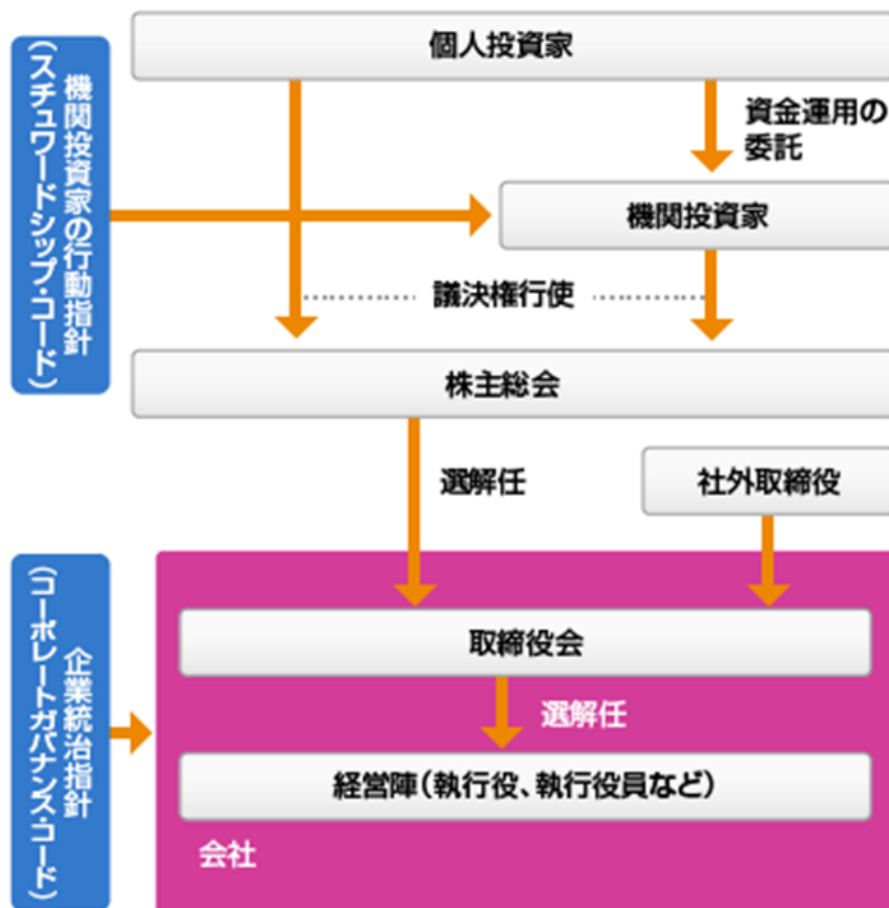 個人投資家
機関投資家の行動指針
(スチュワードシップ・コード)
資金運用の
委託
機関投資家
議決権行使
株主総会
選解任
社外取締役
企業統治指針
(コーポレートガバナンス・コード)
取締役会
選解任
経営陣(執行役、執行役員など)
会社